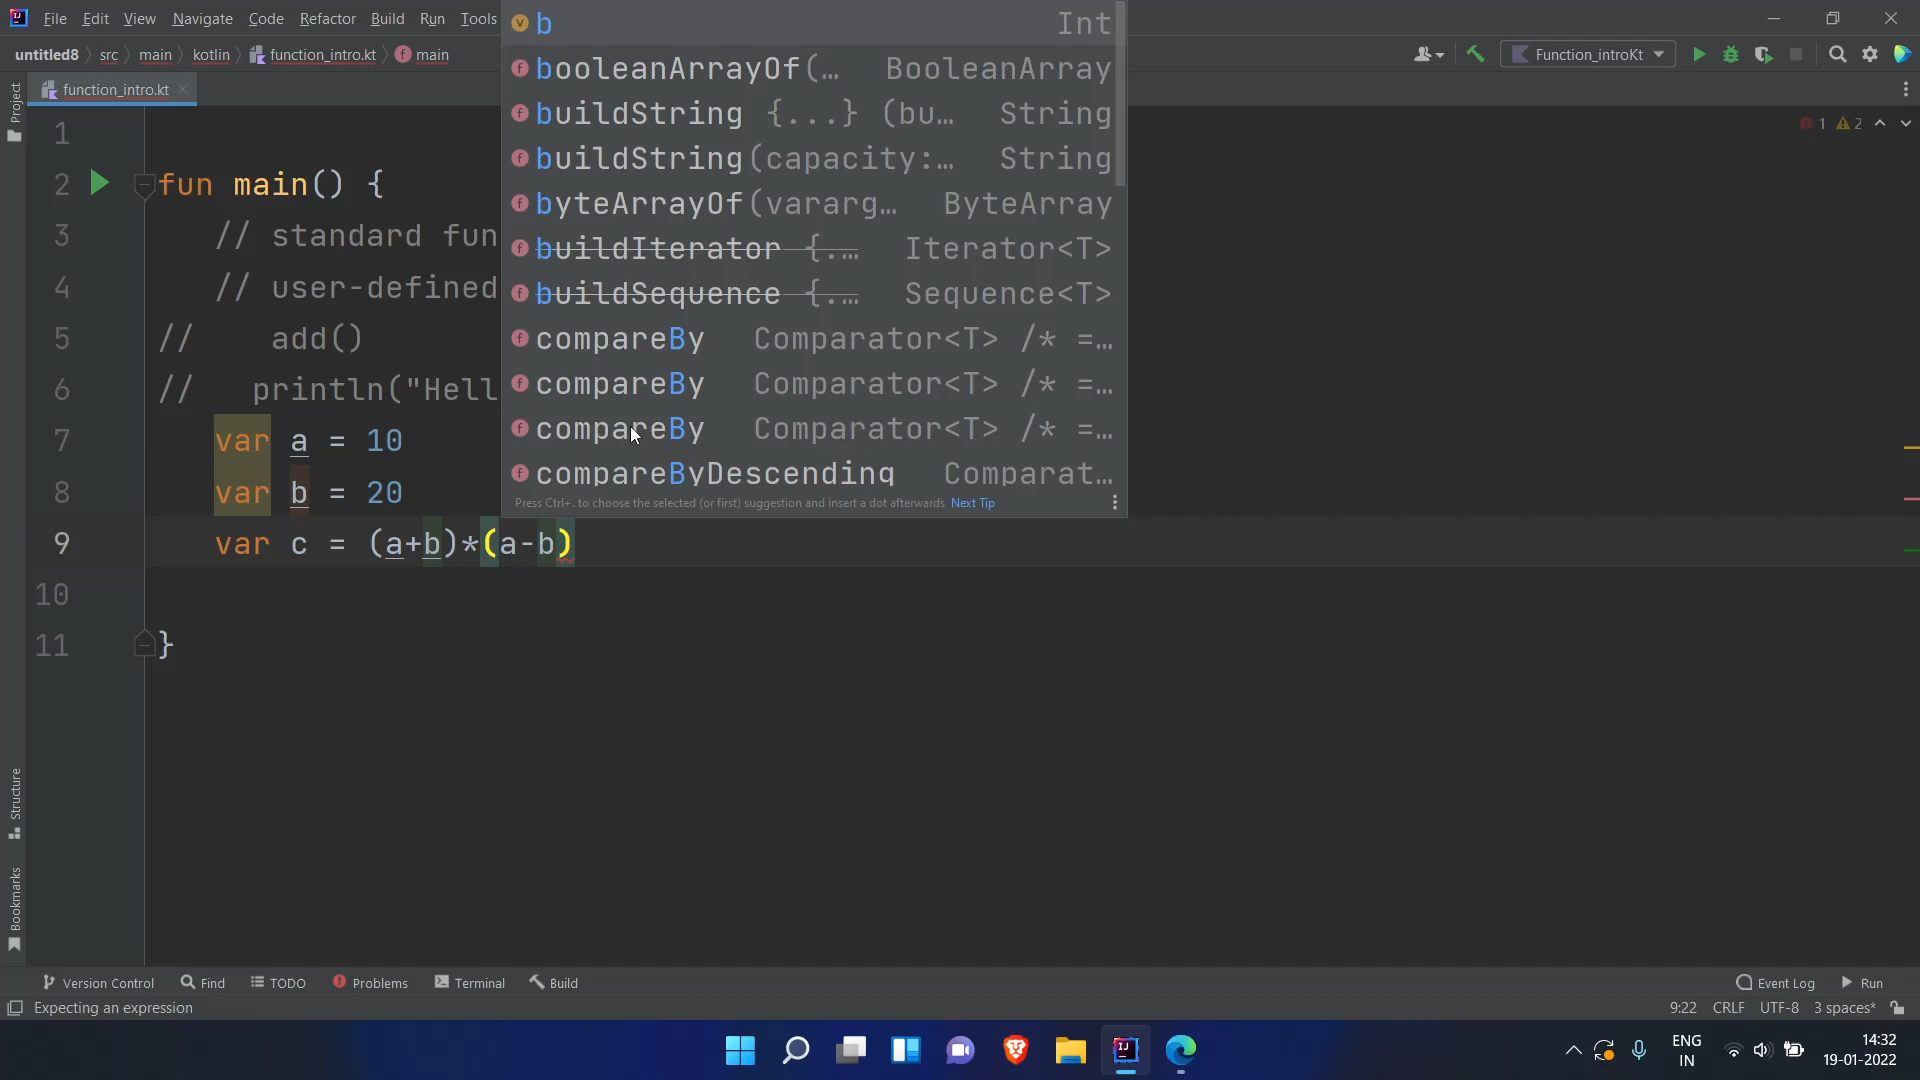 File Edit View Navigate Code Refactor Build Run Tools
untitled8 src main kotlin function_intro.kt main
Function_introKt
function_intro.kt
Project
1 2
1
2 fun main() {
3 // standard fun
4 // user-defined
5 // add()
6 // println("Hell
7 var a = 10
8 var b = 20
9 var c = (a+b)*(a-b)
10
11 }
b Int
booleanArrayOf(… BooleanArray
buildString {...} (bu… String
buildString(capacity:… String
byteArrayOf(vararg… ByteArray
buildIterator {.… Iterator<T>
buildSequence {.… Sequence<T>
compareBy Comparator<T> /* =…
compareBy Comparator<T> /* =…
compareBy Comparator<T> /* =…
compareByDescending Comparat…
Press Ctrl+. to choose the selected (or first) suggestion and insert a dot afterwards Next Tip
Structure
Bookmarks
Version Control Find TODO Problems Terminal Build Event Log Run
Expecting an expression 9:22 CRLF UTF-8 3 spaces*
ENG
IN
14:32
19-01-2022